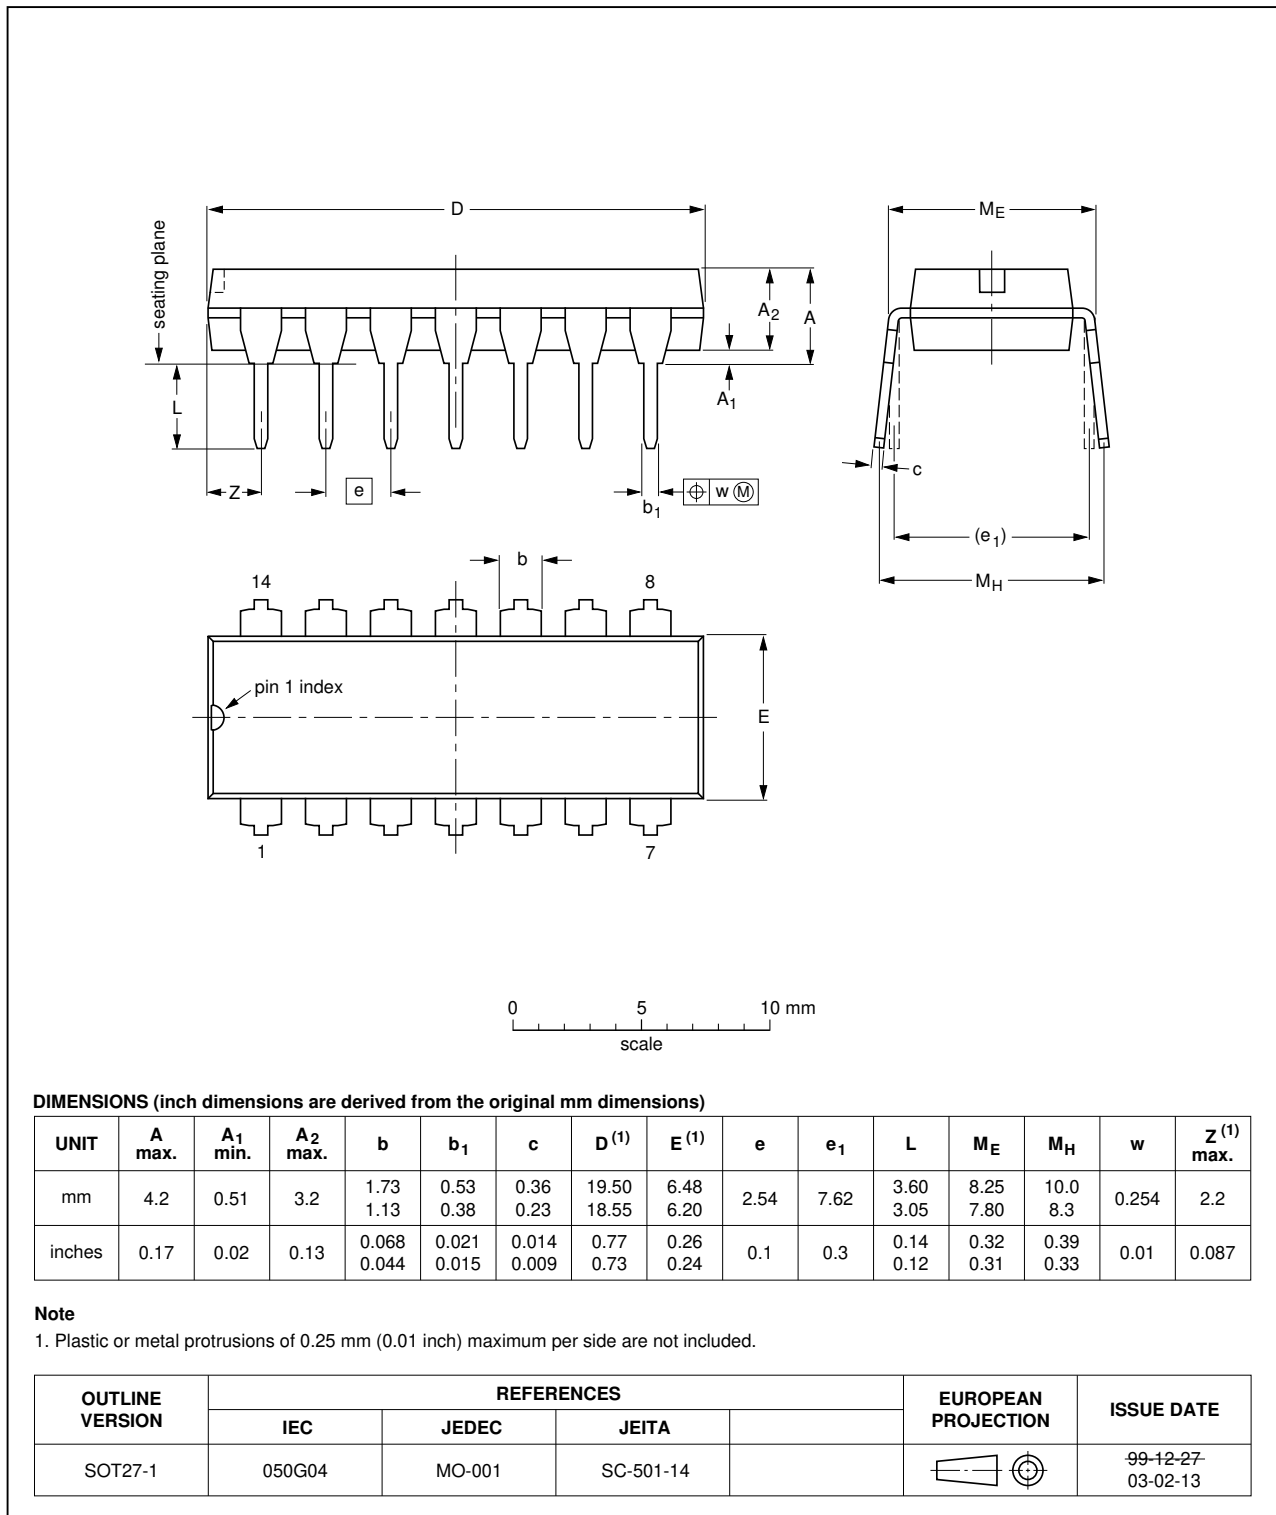 D
ME
seating plane
A2
A
L
A1
c
Z
e
b1
w M
(e1)
MH
b
14
8
pin 1 index
E
1
7
0 5 10 mm
scale
DIMENSIONS (inch dimensions are derived from the original mm dimensions)
UNIT A max. A1 min. A2 max. b b1 c D(1) E(1) e e1 L ME MH w Z(1) max.
mm 4.2 0.51 3.2 1.73 1.13 0.53 0.38 0.36 0.23 19.50 18.55 6.48 6.20 2.54 7.62 3.60 3.05 8.25 7.80 10.0 8.3 0.254 2.2
inches 0.17 0.02 0.13 0.068 0.044 0.021 0.015 0.014 0.009 0.77 0.73 0.26 0.24 0.1 0.3 0.14 0.12 0.32 0.31 0.39 0.33 0.01 0.087
Note
1. Plastic or metal protrusions of 0.25 mm (0.01 inch) maximum per side are not included.
OUTLINE VERSION REFERENCES EUROPEAN PROJECTION ISSUE DATE
IEC JEDEC JEITA
SOT27-1 050G04 MO-001 SC-501-14 99-12-27
03-02-13